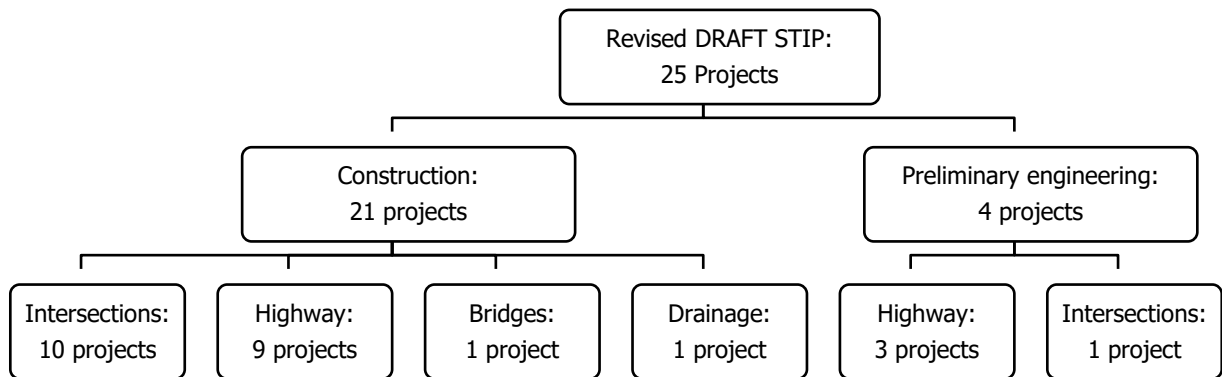 Revised DRAFT STIP:
25 Projects
Construction:
21 projects
Preliminary engineering:
4 projects
Intersections:
10 projects
Highway:
9 projects
Bridges:
1 project
Drainage:
1 project
Highway:
3 projects
Intersections:
1 project